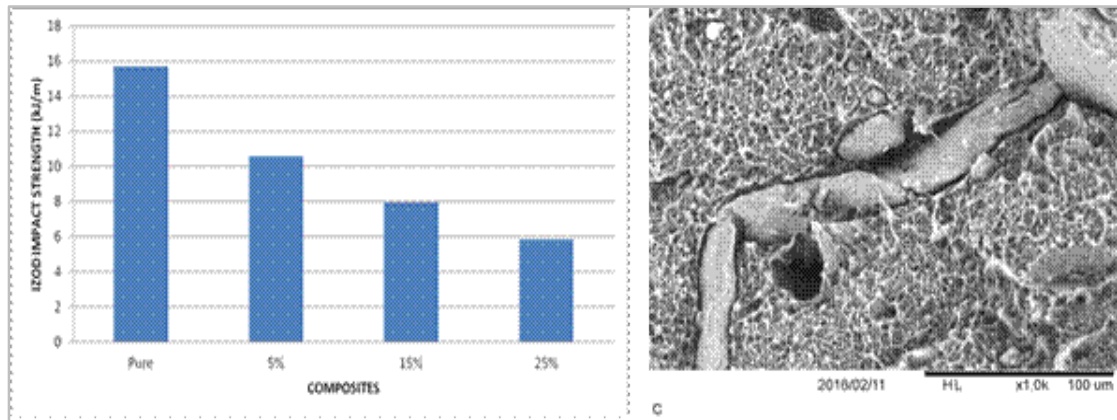 18
16
14
12
10
8
6
4
2
0
IZOD IMPACT STRENGTH (kJ/m)
Pure 5% 15% 25%
COMPOSITES
2016/02/11 HL x1,0k 100 um
C